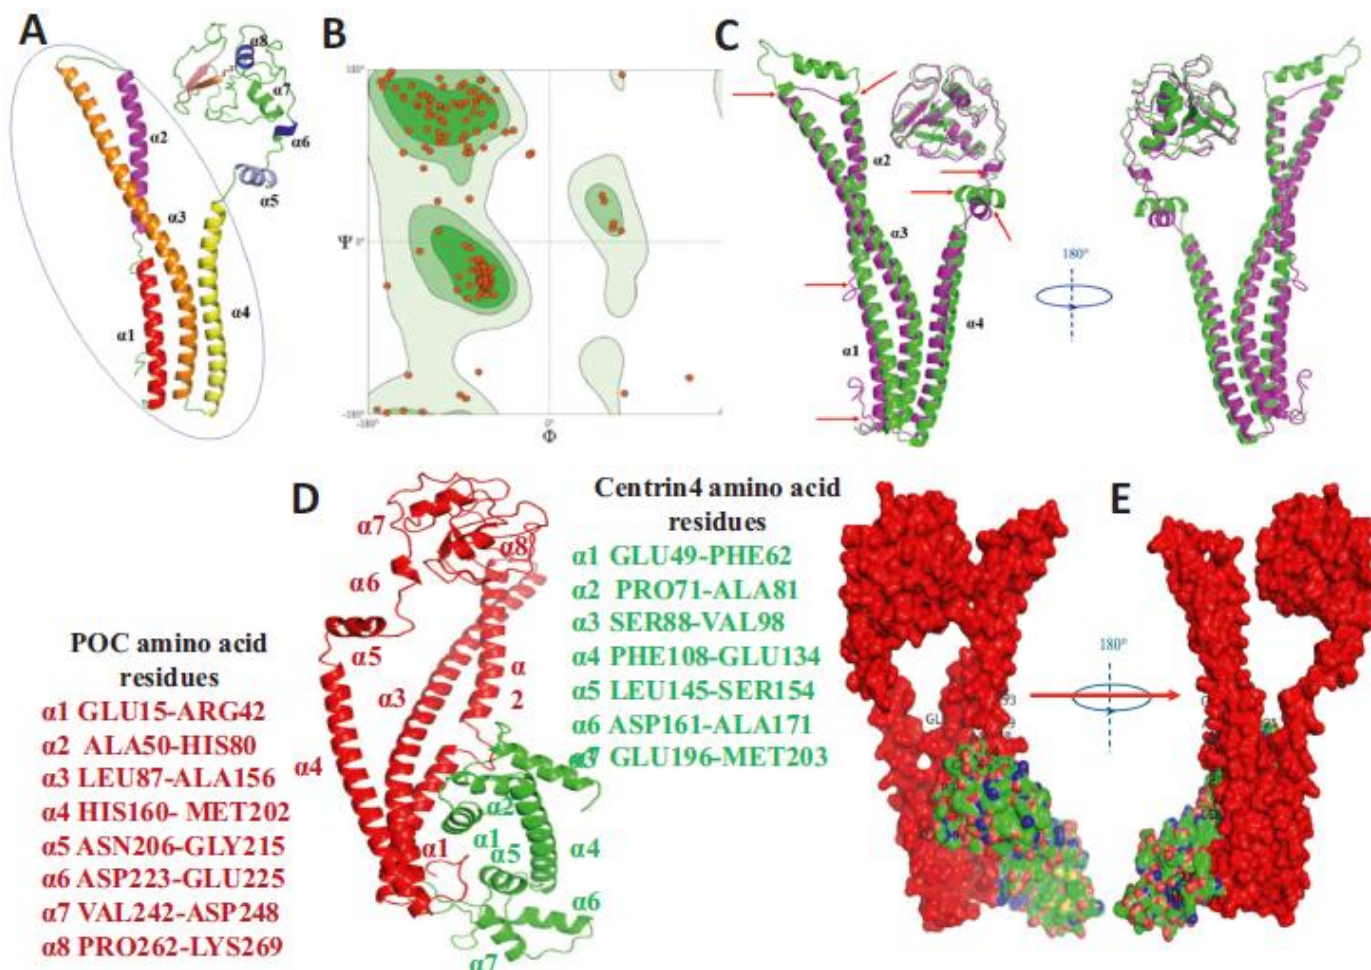 A
α8
α7
α2
α6
α5
α3
α4
α1
B
180°
Ψ
0°
-180°
-180°
0°
Φ
C
α2
α3
α4
α1
180°
D
α7
α8
α6
α5
α
2
α3
α4
α1
α2
α1
α5
α4
α6
α7
POC amino acid
residues
α1 GLU15-ARG42
α2 ALA50-HIS80
α3 LEU87-ALA156
α4 HIS160- MET202
α5 ASN206-GLY215
α6 ASP223-GLU225
α7 VAL242-ASP248
α8 PRO262-LYS269
Centrin4 amino acid
residues
α1 GLU49-PHE62
α2 PRO71-ALA81
α3 SER88-VAL98
α4 PHE108-GLU134
α5 LEU145-SER154
α6 ASP161-ALA171
α7 GLU196-MET203
E
180°